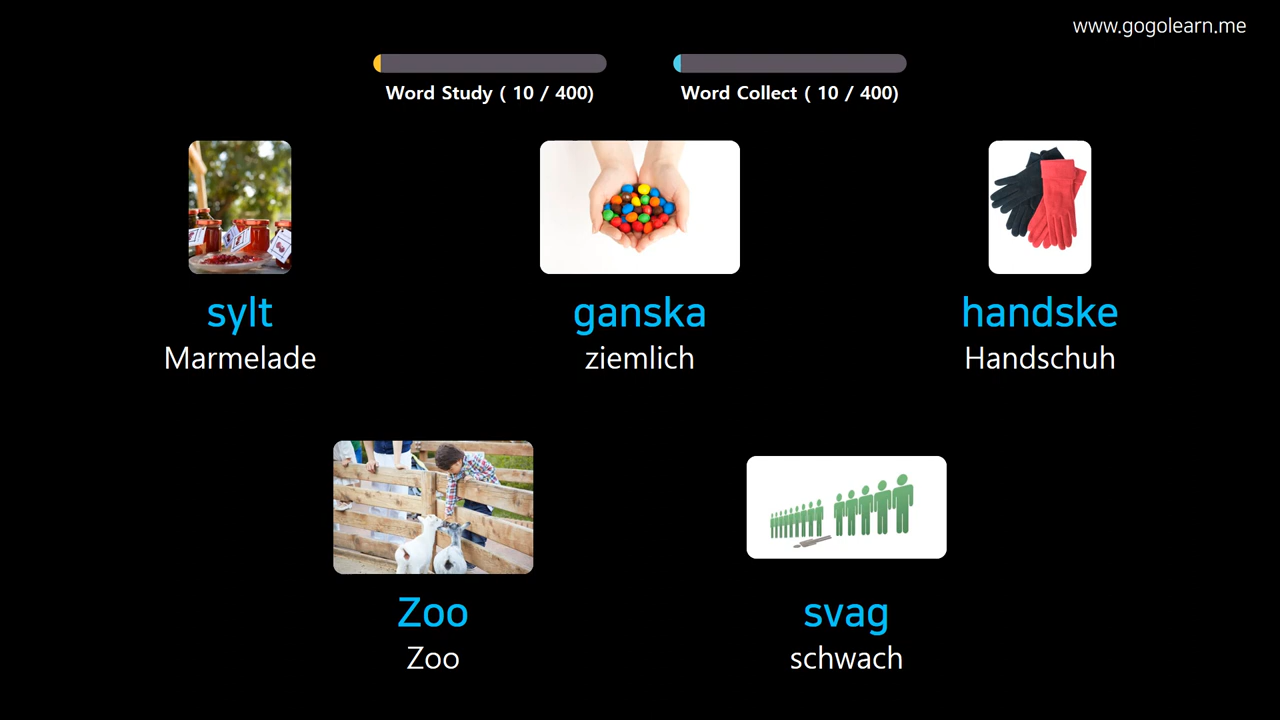 www.gogolearn.me
Word Study ( 10 / 400)
Word Collect ( 10 / 400)
sylt
Marmelade
ganska
ziemlich
handske
Handschuh
Zoo
Zoo
svag
schwach